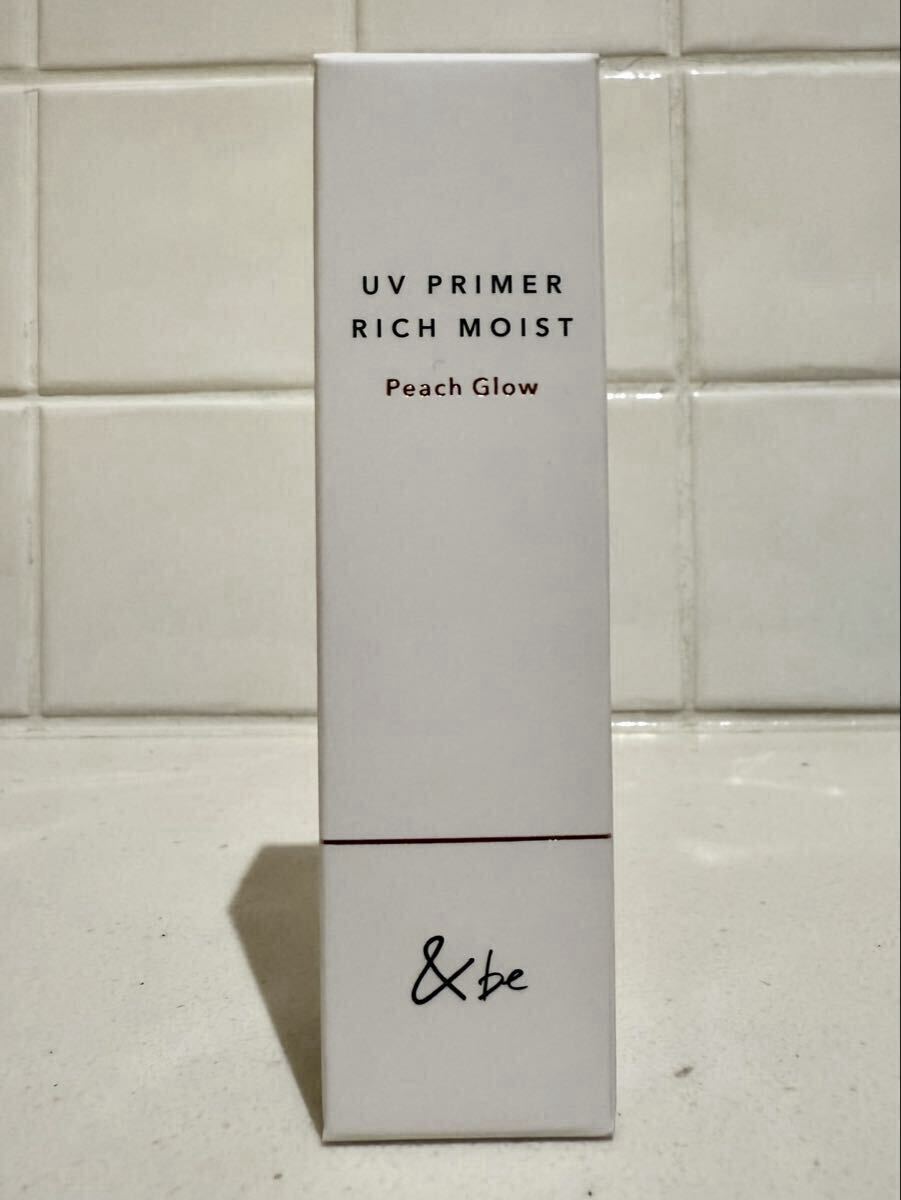 UV PRIMER
RICH MOIST
Peach Glow
&be